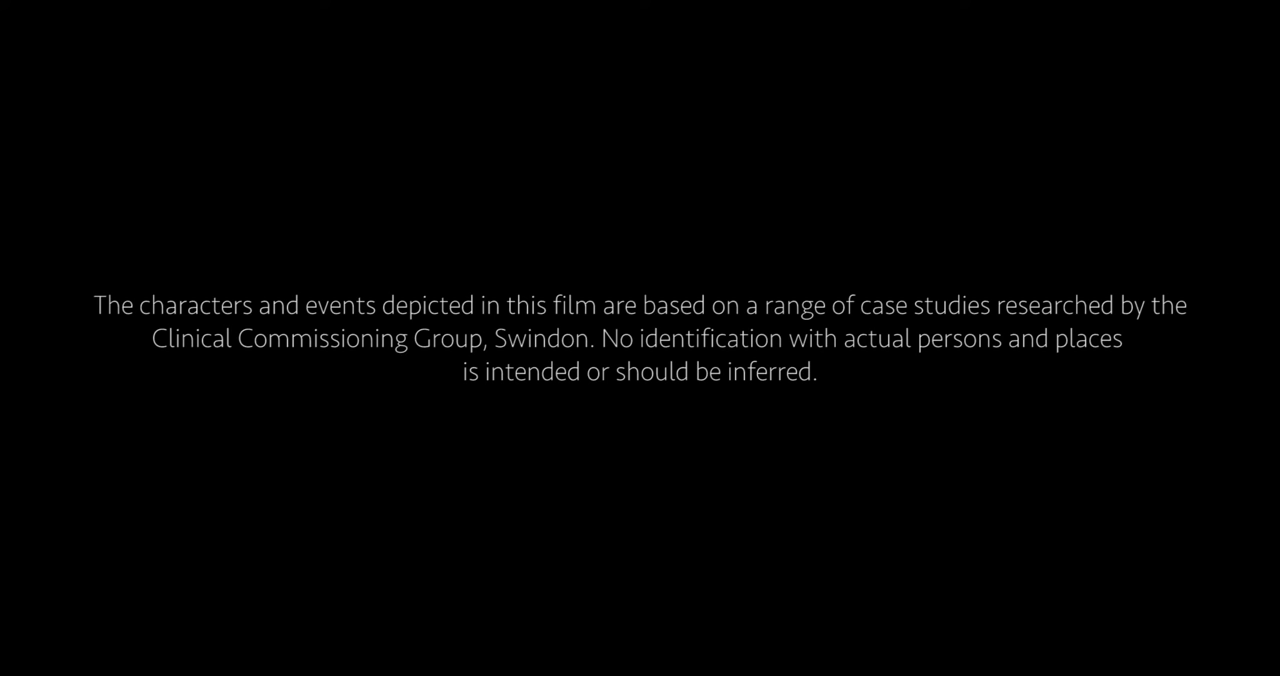 The characters and events depicted in this film are based on a range of case studies researched by the
Clinical Commissioning Group, Swindon. No identification with actual persons and places
is intended or should be inferred.